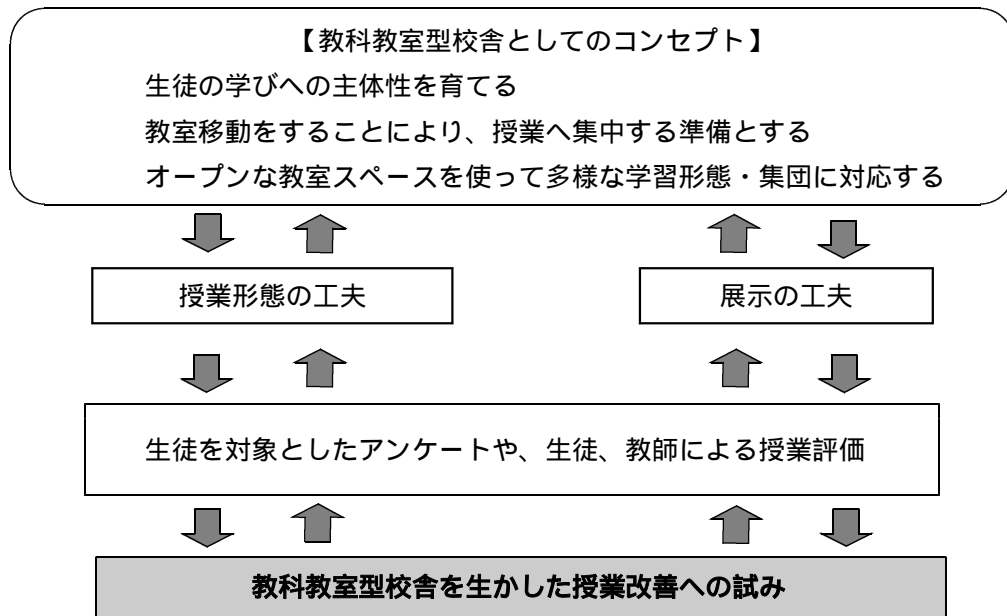 【教科教室型校舎としてのコンセプト】
生徒の学びへの主体性を育てる
教室移動をすることにより、授業へ集中する準備とする
オープンな教室スペースを使って多様な学習形態・集団に対応する
授業形態の工夫
展示の工夫
生徒を対象としたアンケートや、生徒、教師による授業評価
教科教室型校舎を生かした授業改善への試み